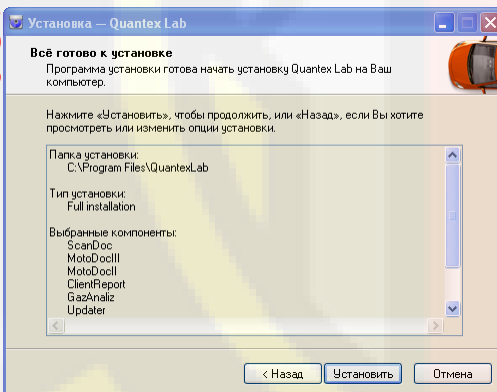 Установка — Quantex Lab
Всё готово к установке
Программа установки готова начать установку Quantex Lab на Ваш
компьютер.
Нажмите «Установить», чтобы продолжить, или «Назад», если Вы хотите
просмотреть или изменить опции установки.
Папка установки:
C:\Program Files\QuantexLab
Тип установки:
Full installation
Выбранные компоненты:
ScanDoc
MotoDocIII
MotoDocII
ClientReport
GazAnaliz
Updater
< Назад
Установить
Отмена